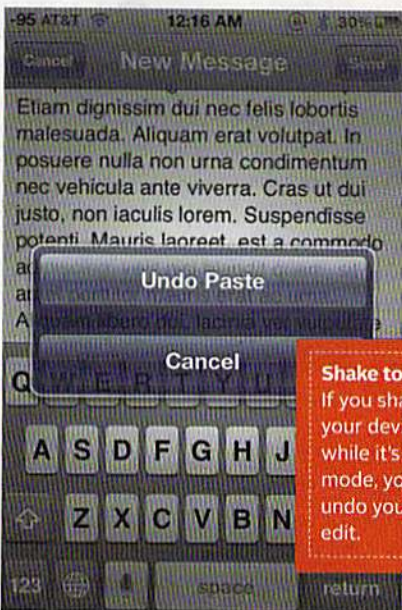 -95 AT&T 12:16 AM 30%
Cancel New Message Send
Etiam dignissim dui nec felis lobortis
malesuada. Aliquam erat volutpat. In
posuere nulla non urna condimentum
nec vehicula ante viverra. Cras ut dui
justo, non iaculis lorem. Suspendisse
potenti. Mauris laoreet, est a commodo
Undo Paste
A
Cancel
Q W E R T Y U
A S D F G H J
Z X C V B N
123 space return
Shake to
If you sha
your dev
while it's
mode, yo
undo you
edit.